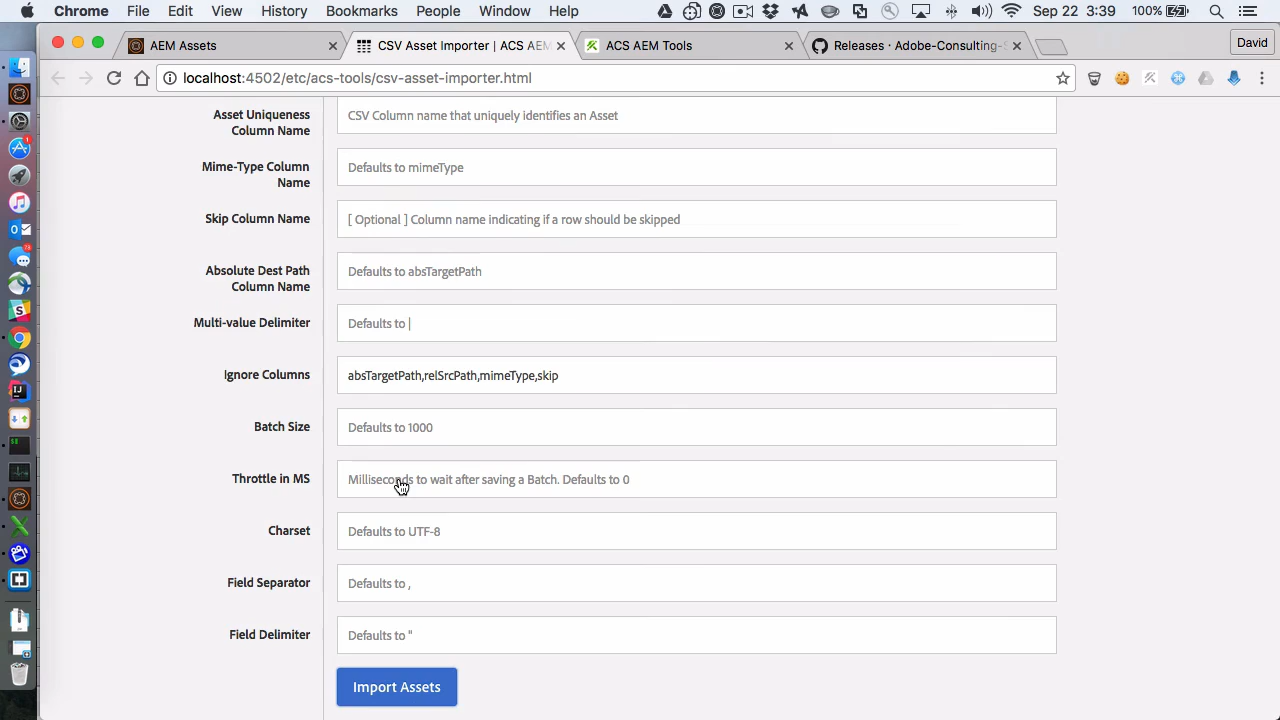 Chrome File Edit View History Bookmarks People Window Help Sep 22 3:39 100%
AEM Assets
CSV Asset Importer | ACS AEM
ACS AEM Tools
Releases · Adobe-Consulting-
David
localhost:4502/etc/acs-tools/csv-asset-importer.html
Asset Uniqueness
Column Name
CSV Column name that uniquely identifies an Asset
Mime-Type Column
Name
Defaults to mimeType
Skip Column Name
[ Optional ] Column name indicating if a row should be skipped
Absolute Dest Path
Column Name
Defaults to absTargetPath
Multi-value Delimiter
Defaults to |
Ignore Columns
absTargetPath,relSrcPath,mimeType,skip
Batch Size
Defaults to 1000
Throttle in MS
Milliseconds to wait after saving a Batch. Defaults to 0
Charset
Defaults to UTF-8
Field Separator
Defaults to ,
Field Delimiter
Defaults to "
Import Assets